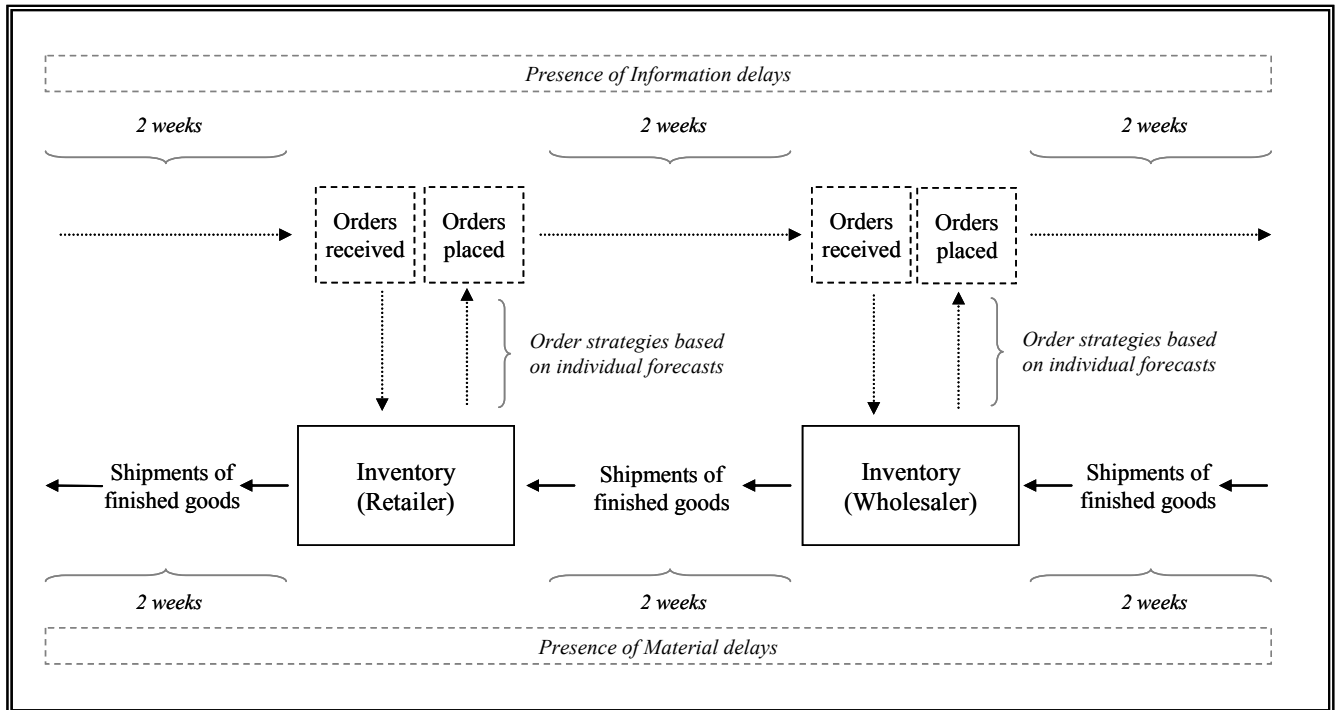 Presence of Information delays
2 weeks
2 weeks
2 weeks
Orders
received
Orders
placed
Orders
received
Orders
placed
Order strategies based
on individual forecasts
Order strategies based
on individual forecasts
Shipments of
finished goods
Inventory
(Retailer)
Shipments of
finished goods
Inventory
(Wholesaler)
Shipments of
finished goods
2 weeks
2 weeks
2 weeks
Presence of Material delays